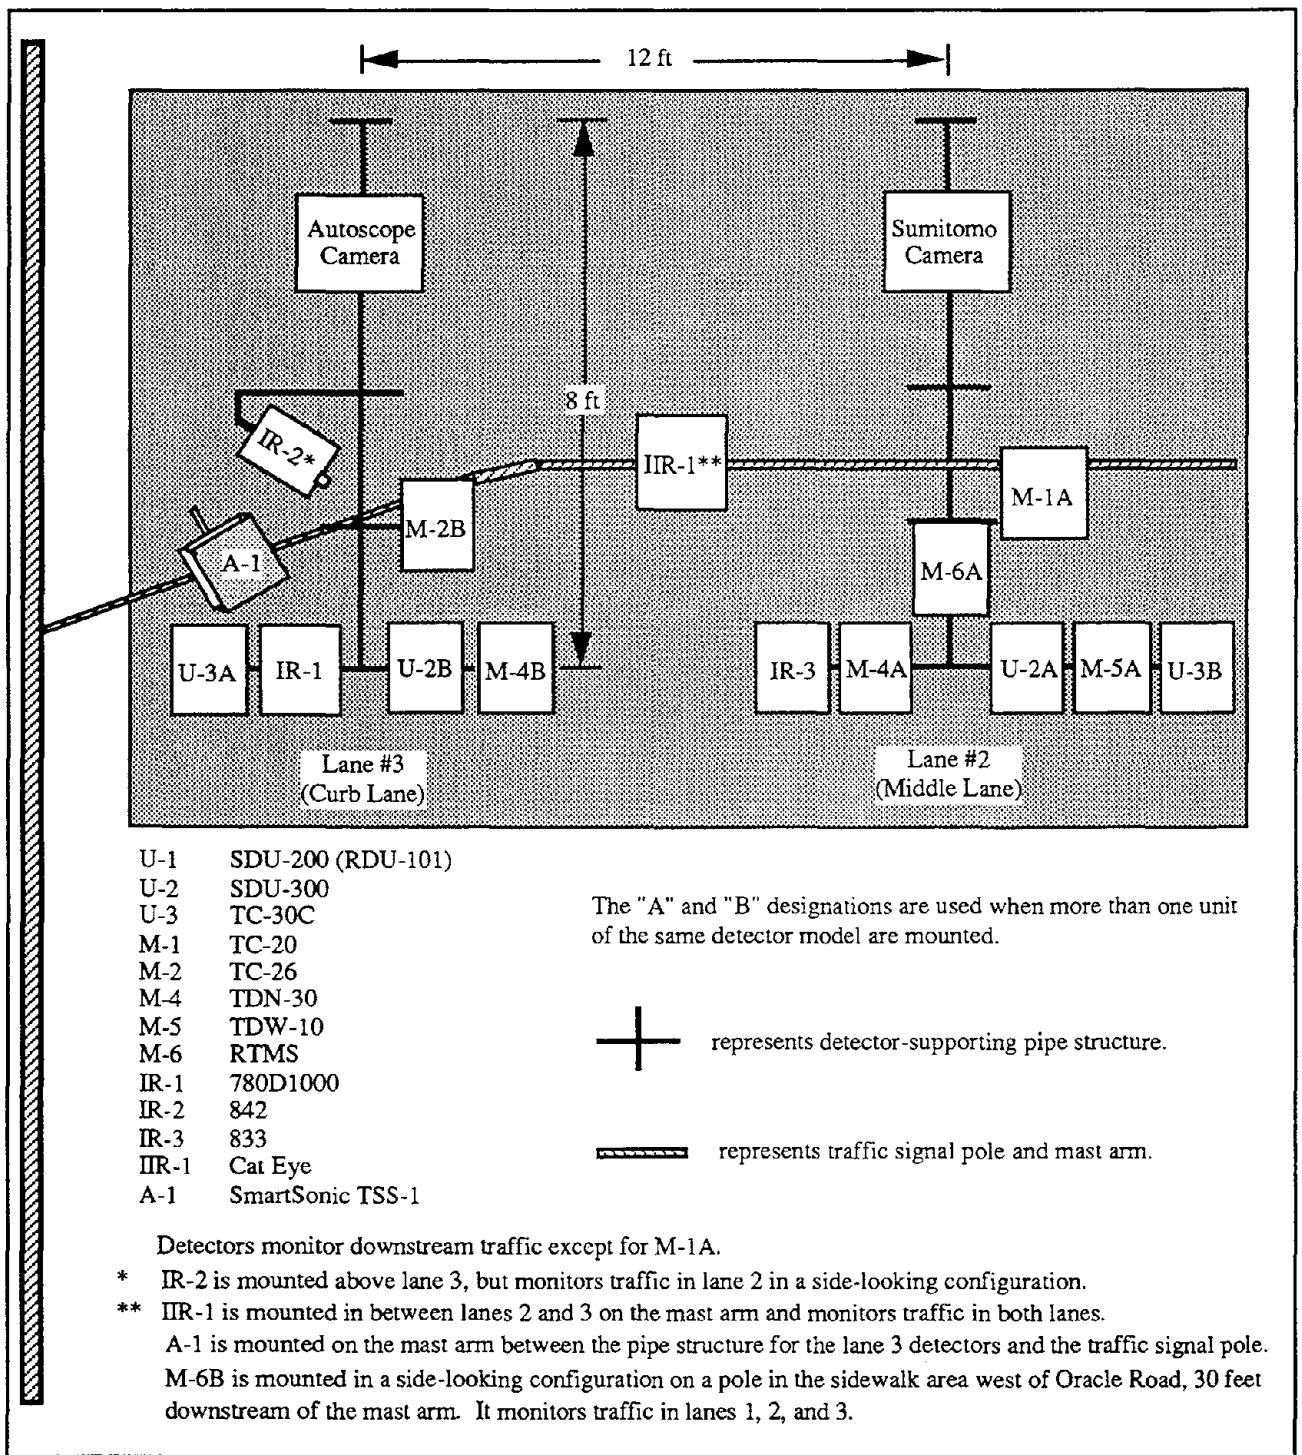 12 ft
Autoscope
Camera
Sumitomo
Camera
8 ft
IR-2*
IIR-1**
M-1A
M-2B
A-1
M-6A
U-3A
IR-1
U-2B
M-4B
IR-3
M-4A
U-2A
M-5A
U-3B
Lane #3
(Curb Lane)
Lane #2
(Middle Lane)
U-1 SDU-200 (RDU-101)
U-2 SDU-300
U-3 TC-30C
M-1 TC-20
M-2 TC-26
M-4 TDN-30
M-5 TDW-10
M-6 RTMS
IR-1 780D1000
IR-2 842
IR-3 833
IIR-1 Cat Eye
A-1 SmartSonic TSS-1
The "A" and "B" designations are used when more than one unit
of the same detector model are mounted.
represents detector-supporting pipe structure.
represents traffic signal pole and mast arm.
Detectors monitor downstream traffic except for M-1A.
* IR-2 is mounted above lane 3, but monitors traffic in lane 2 in a side-looking configuration.
** IIR-1 is mounted in between lanes 2 and 3 on the mast arm and monitors traffic in both lanes.
A-1 is mounted on the mast arm between the pipe structure for the lane 3 detectors and the traffic signal pole.
M-6B is mounted in a side-looking configuration on a pole in the sidewalk area west of Oracle Road, 30 feet
downstream of the mast arm. It monitors traffic in lanes 1, 2, and 3.